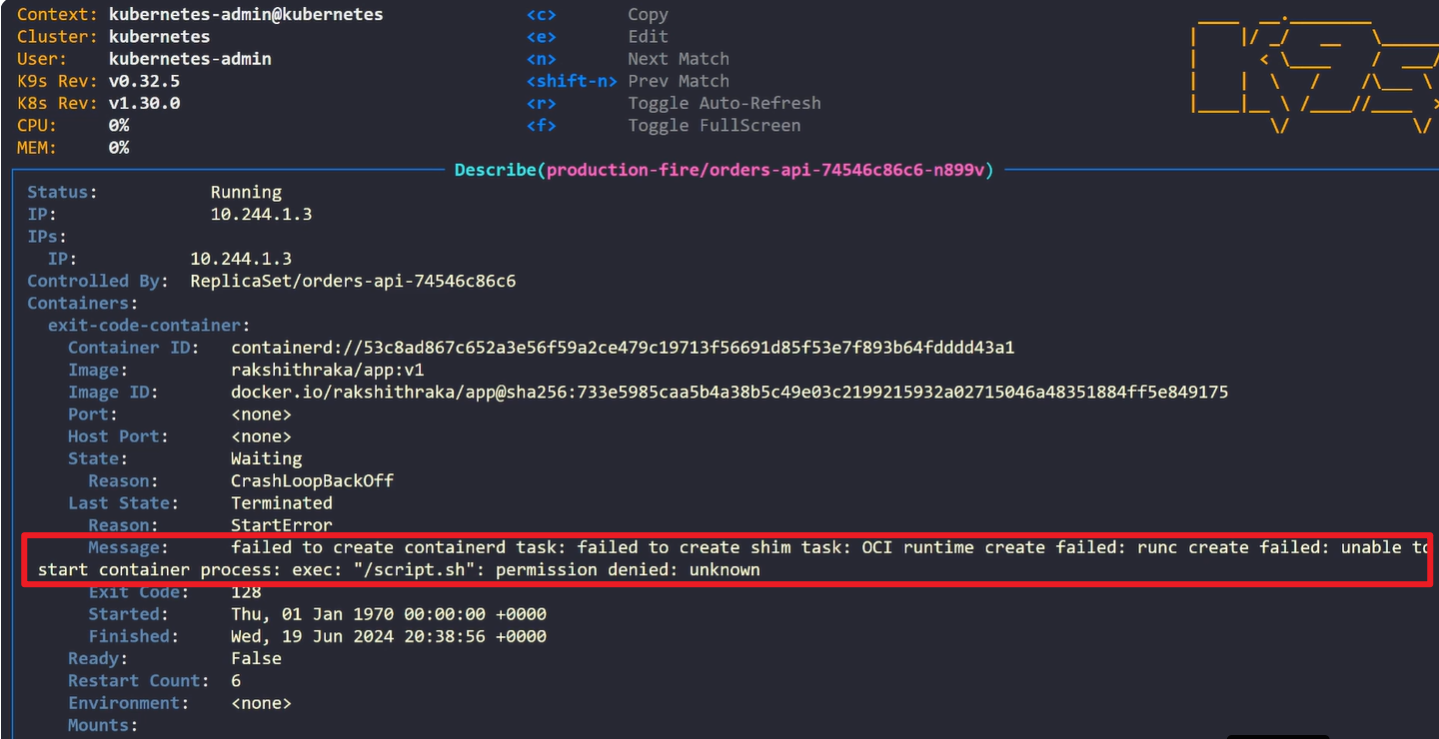 Context: kubernetes-admin@kubernetes <c> Copy
Cluster: kubernetes <e> Edit
User: kubernetes-admin <n> Next Match
K9s Rev: v0.32.5 <shift-n> Prev Match
K8s Rev: v1.30.0 <r> Toggle Auto-Refresh
CPU: 0% <f> Toggle FullScreen
MEM: 0%
K9s
Describe(production-fire/orders-api-74546c86c6-n899v)
Status: Running
IP: 10.244.1.3
IPs:
IP: 10.244.1.3
Controlled By: ReplicaSet/orders-api-74546c86c6
Containers:
exit-code-container:
Container ID: containerd://53c8ad867c652a3e56f59a2ce479c19713f56691d85f53e7f893b64fdddd43a1
Image: rakshithraka/app:v1
Image ID: docker.io/rakshithraka/app@sha256:733e5985caa5b4a38b5c49e03c2199215932a02715046a48351884ff5e849175
Port: <none>
Host Port: <none>
State: Waiting
Reason: CrashLoopBackOff
Last State: Terminated
Reason: StartError
Message: failed to create containerd task: failed to create shim task: OCI runtime create failed: runc create failed: unable to
start container process: exec: "/script.sh": permission denied: unknown
Exit Code: 128
Started: Thu, 01 Jan 1970 00:00:00 +0000
Finished: Wed, 19 Jun 2024 20:38:56 +0000
Ready: False
Restart Count: 6
Environment: <none>
Mounts: